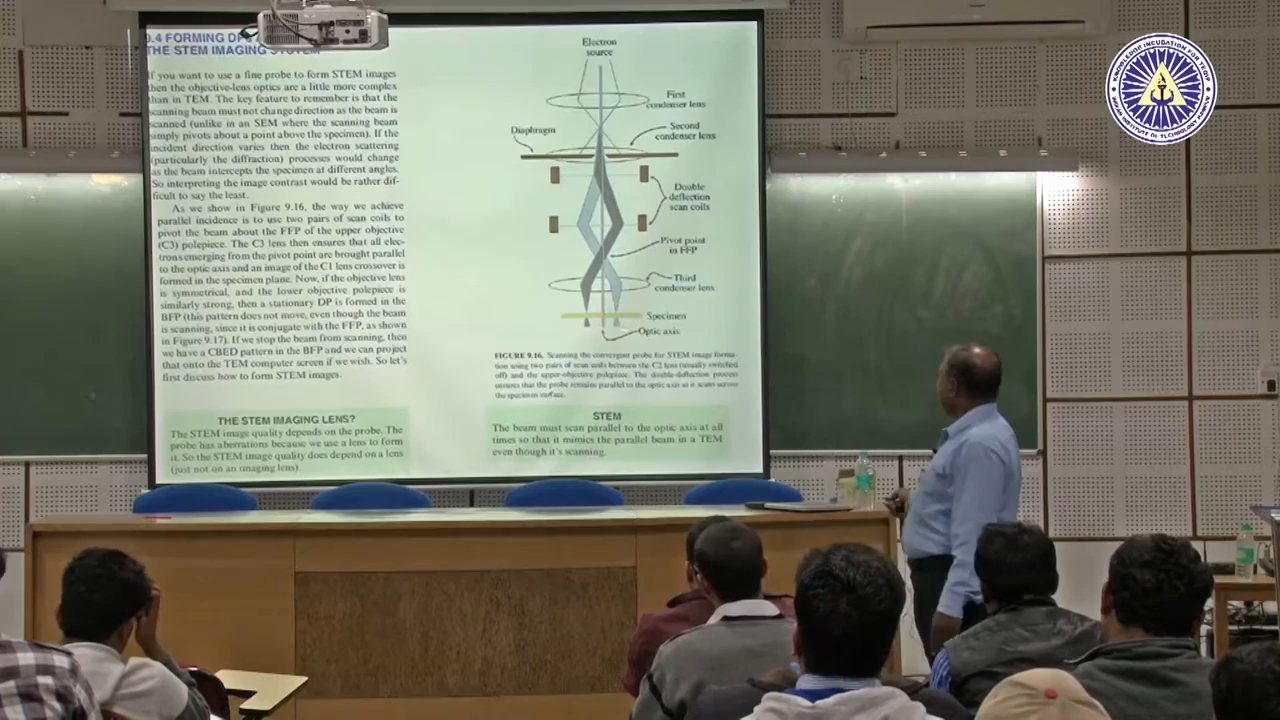 9.4 FORMING DPs
THE STEM IMAGING SYSTEM
If you want to use a fine probe to form STEM images
then the objective-lens optics are a little more complex
than in TEM. The key feature to remember is that the
scanning beam must not change direction as the beam is
scanned (unlike in an SEM where the scanning beam
simply pivots about a point above the specimen). If the
incident direction varies then the electron scattering
(particularly the diffraction) processes would change
as the beam intercepts the specimen at different angles.
So interpreting the image contrast would be rather dif-
ficult to say the least.
As we show in Figure 9.16, the way we achieve
parallel incidence is to use two pairs of scan coils to
pivot the beam about the FFP of the upper objective
(C3) polepiece. The C3 lens then ensures that all elec-
trons emerging from the pivot point are brought parallel
to the optic axis and an image of the C1 lens crossover is
formed in the specimen plane. Now, if the objective lens
is symmetrical, and the lower objective polepiece is
similarly strong, then a stationary DP is formed in the
BFP (this pattern does not move, even though the beam
is scanning, since it is conjugate with the FFP, as shown
in Figure 9.17). If we stop the beam from scanning, then
we have a CBED pattern in the BFP and we can project
that onto the TEM computer screen if we wish. So let's
first discuss how to form STEM images.
THE STEM IMAGING LENS?
The STEM image quality depends on the probe. The
probe has aberrations because we use a lens to form
it. So the STEM image quality does depend on a lens
(just not on an imaging lens).
Electron
source
First
condenser lens
Diaphragm
Second
condenser lens
Double
deflection
scan coils
Pivot point
in FFP
Third
condenser lens
Specimen
Optic axis
FIGURE 9.16. Scanning the convergent probe for STEM image forma-
tion using two pairs of scan coils between the C2 lens (usually switched
off) and the upper-objective polepiece. The double-deflection process
ensures that the probe remains parallel to the optic axis as it scans across
the specimen surface.
STEM
The beam must scan parallel to the optic axis at all
times so that it mimics the parallel beam in a TEM
even though it's scanning.
KNOWLEDGE INCUBATION FOR TEQIP
INDIAN INSTITUTE OF TECHNOLOGY KANPUR